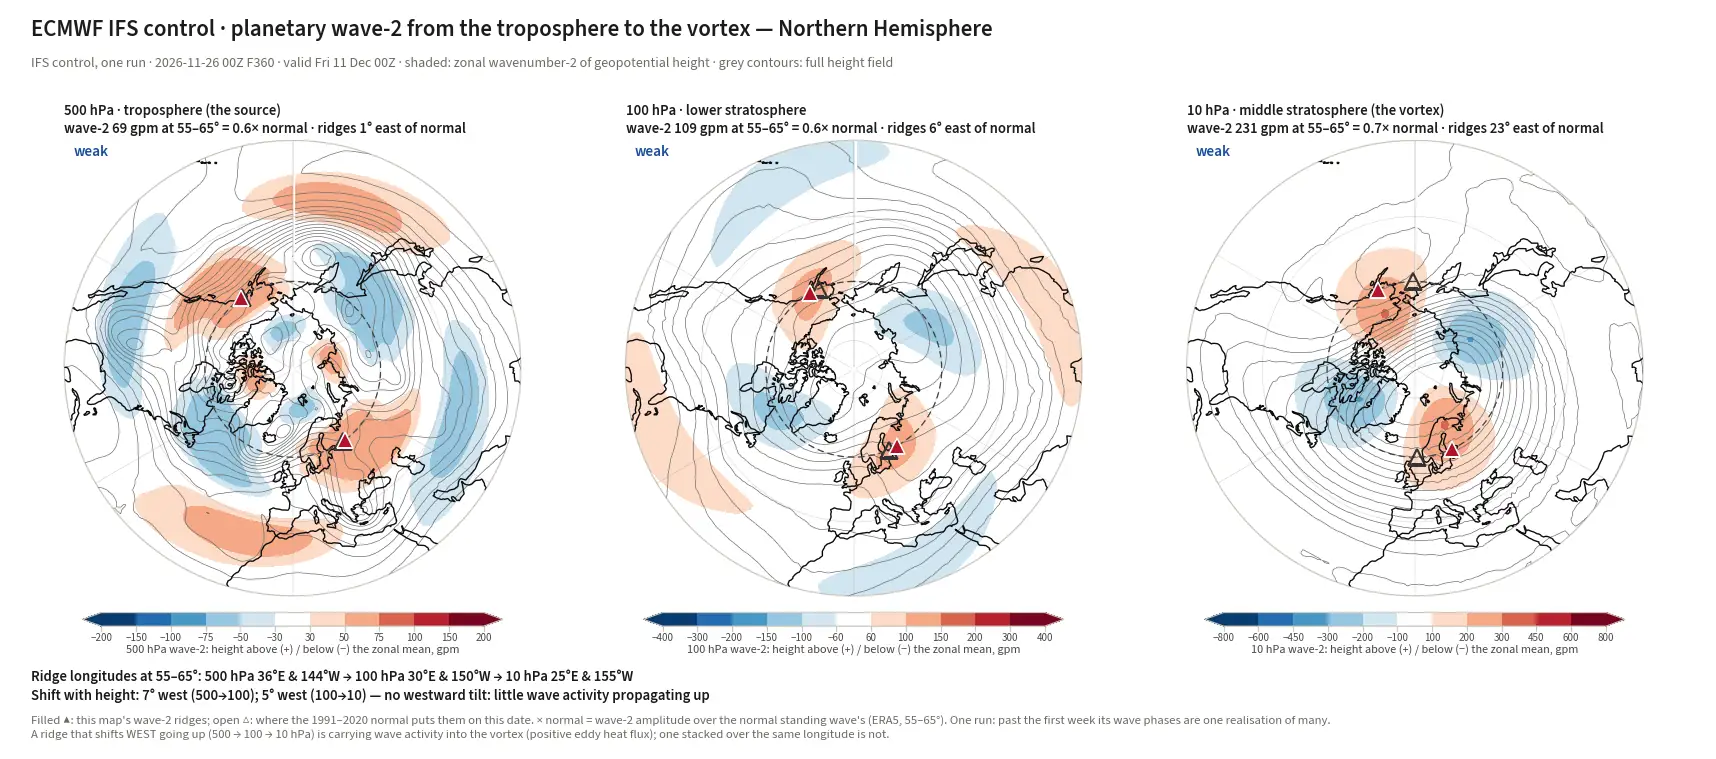 ECMWF IFS control · planetary wave-2 from the troposphere to the vortex — Northern Hemisphere
IFS control, one run · 2026-11-26 00Z F360 · valid Fri 11 Dec 00Z · shaded: zonal wavenumber-2 of geopotential height · grey contours: full height field
500 hPa · troposphere (the source)
wave-2 69 gpm at 55–65° = 0.6× normal · ridges 1° east of normal
weak
100 hPa · lower stratosphere
wave-2 109 gpm at 55–65° = 0.6× normal · ridges 6° east of normal
weak
10 hPa · middle stratosphere (the vortex)
wave-2 231 gpm at 55–65° = 0.7× normal · ridges 23° east of normal
weak
−200 −150 −100 −75 −50 −30 30 50 75 100 150 200
500 hPa wave-2: height above (+) / below (−) the zonal mean, gpm
−400 −300 −200 −150 −100 −60 60 100 150 200 300 400
100 hPa wave-2: height above (+) / below (−) the zonal mean, gpm
−800 −600 −450 −300 −200 −100 100 200 300 450 600 800
10 hPa wave-2: height above (+) / below (−) the zonal mean, gpm
Ridge longitudes at 55–65°: 500 hPa 36°E & 144°W → 100 hPa 30°E & 150°W → 10 hPa 25°E & 155°W
Shift with height: 7° west (500→100); 5° west (100→10) — no westward tilt: little wave activity propagating up
Filled ▲: this map's wave-2 ridges; open △: where the 1991–2020 normal puts them on this date. × normal = wave-2 amplitude over the normal standing wave's (ERA5, 55–65°). One run: past the first week its wave phases are one realisation of many.
A ridge that shifts WEST going up (500 → 100 → 10 hPa) is carrying wave activity into the vortex (positive eddy heat flux); one stacked over the same longitude is not.